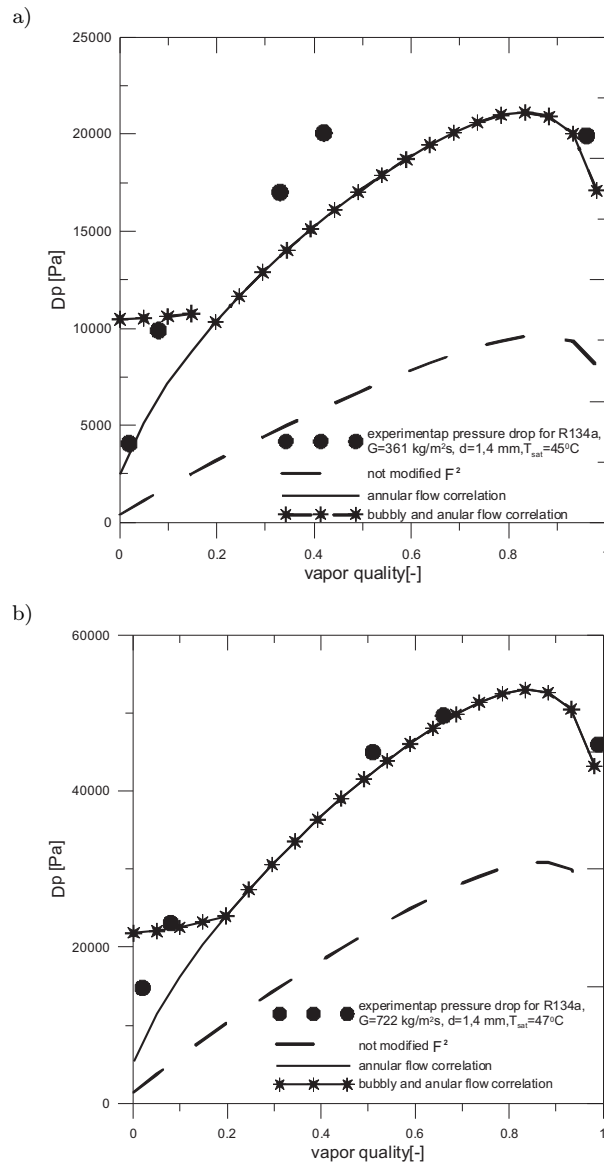 a)
25000
20000
15000
10000
5000
0
Dp [Pa]
experimentap pressure drop for R134a,
G=361 kg/m²s, d=1,4 mm,T_sat=45⁰C
not modified F²
annular flow correlation
bubbly and anular flow correlation
0 0.2 0.4 0.6 0.8 1
vapor quality[-]
b)
60000
40000
20000
0
Dp [Pa]
experimentap pressure drop for R134a,
G=722 kg/m²s, d=1,4 mm,T_sat=47⁰C
not modified F²
annular flow correlation
bubbly and anular flow correlation
0 0.2 0.4 0.6 0.8 1
vapor quality[-]